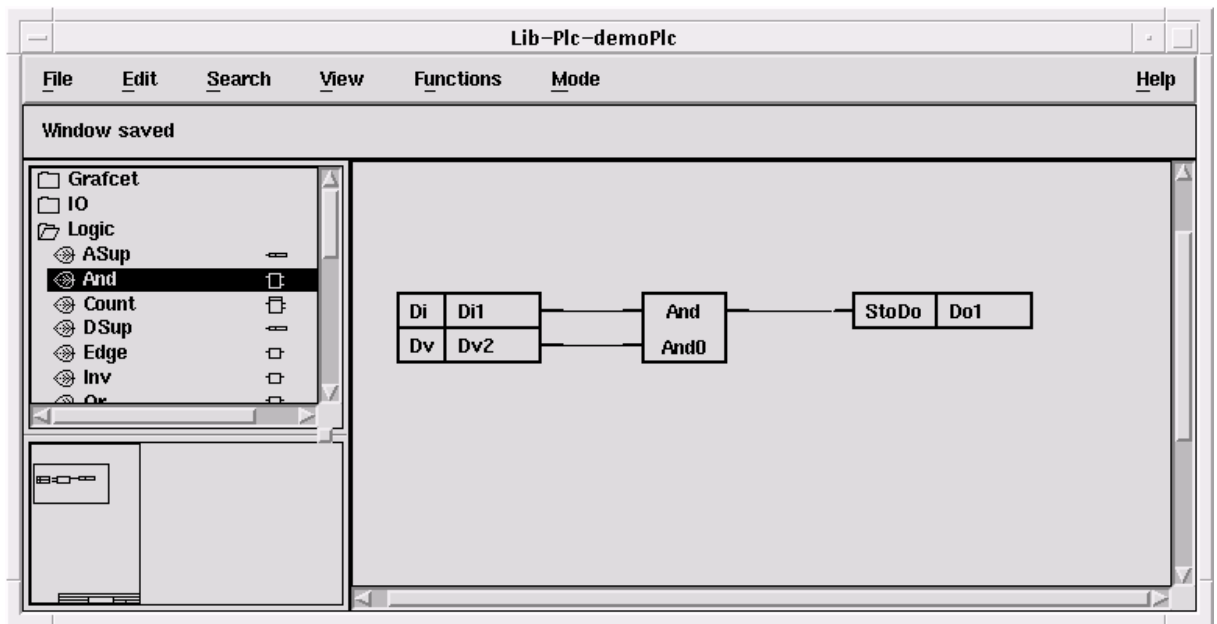 Lib-Plc-demoPlc
File Edit Search View Functions Mode Help
Window saved
Grafcet
IO
Logic
ASup
And
Count
DSup
Edge
Inv
Or
Di Di1
Dv Dv2
And
And0
StoDo Do1